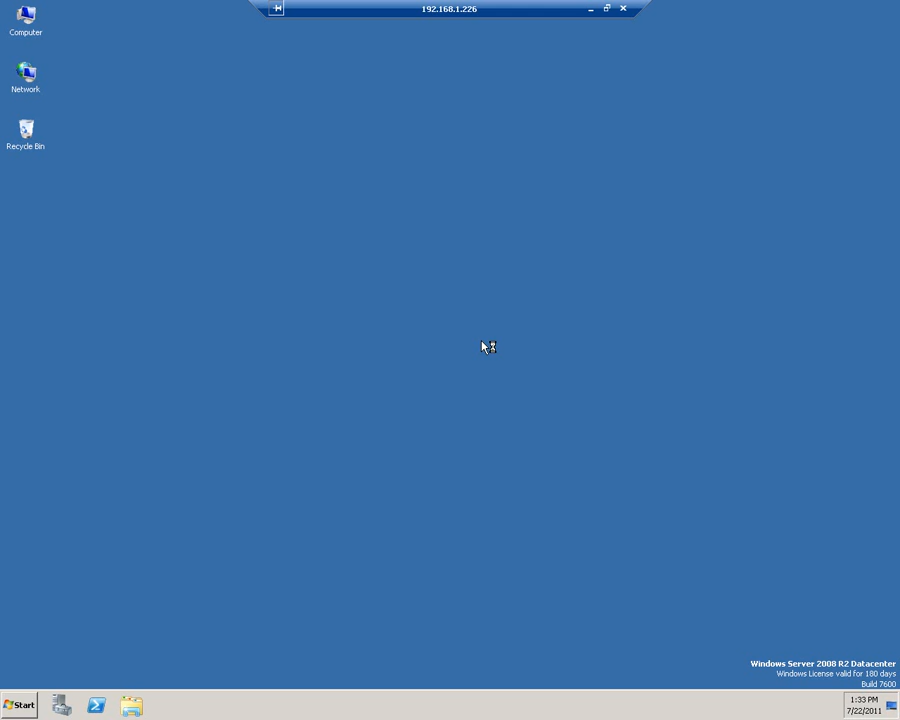 192.168.1.226
Computer
Network
Recycle Bin
Windows Server 2008 R2 Datacenter
Windows License valid for 180 days
Build 7600
Start
1:33 PM
7/22/2011